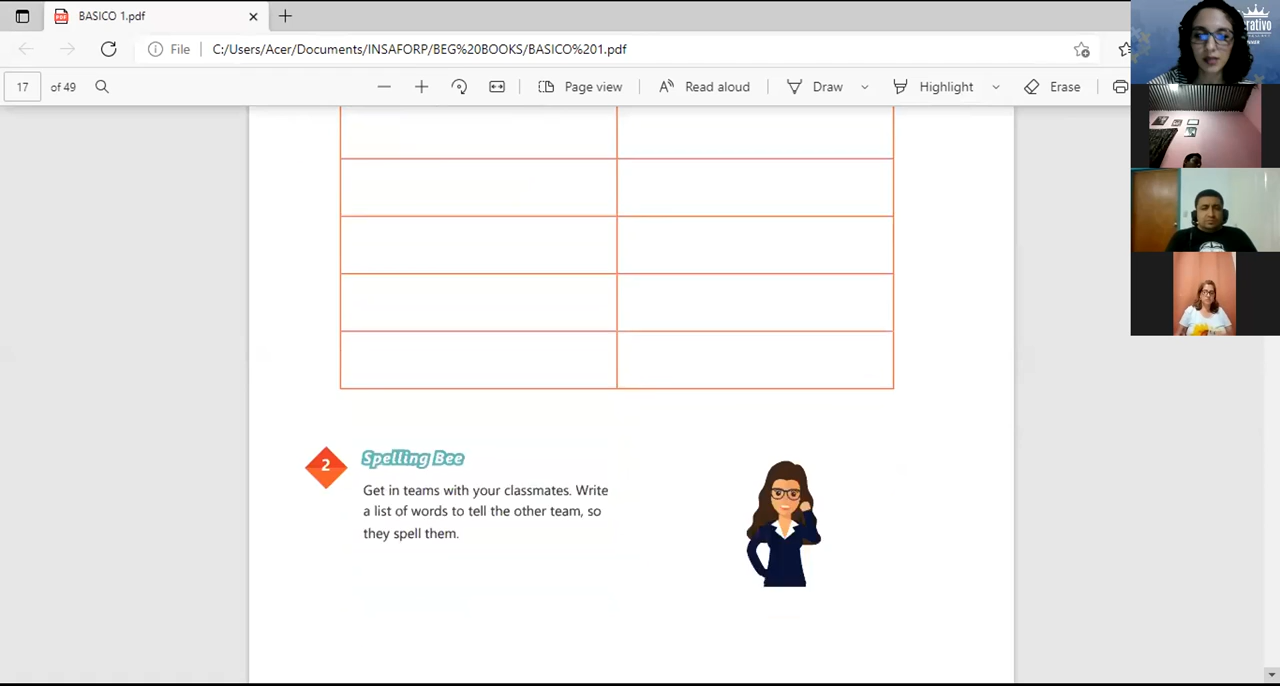 BASICO 1.pdf
File
C:/Users/Acer/Documents/INSAFORP/BEG%20BOOKS/BASICO%201.pdf
17 of 49
Page view
Read aloud
Draw
Highlight
Erase
2
Spelling Bee
Get in teams with your classmates. Write
a list of words to tell the other team, so
they spell them.